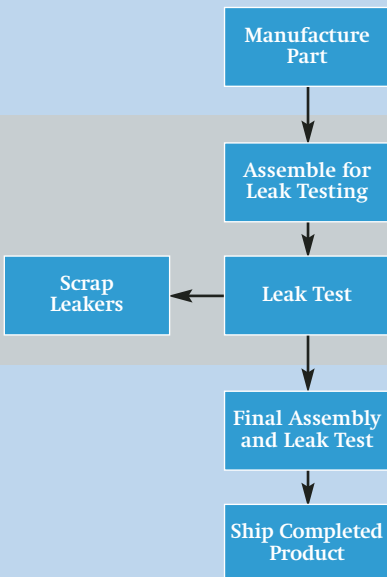 Manufacture
Part
Assemble for
Leak Testing
Scrap
Leakers
Leak Test
Final Assembly
and Leak Test
Ship Completed
Product